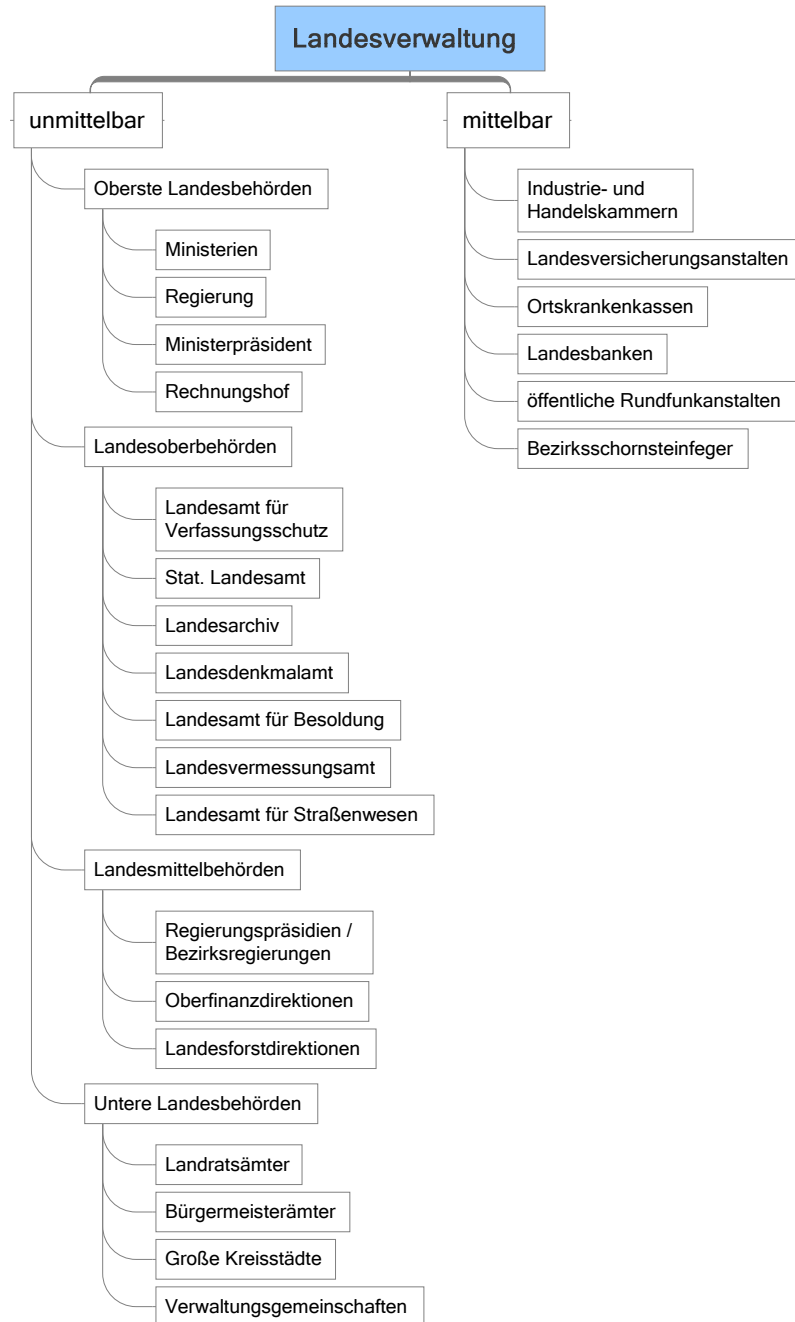 Landesverwaltung
unmittelbar
Oberste Landesbehörden
Ministerien
Regierung
Ministerpräsident
Rechnungshof
Landesoberbehörden
Landesamt für
Verfassungsschutz
Stat. Landesamt
Landesarchiv
Landesdenkmalamt
Landesamt für Besoldung
Landesvermessungsamt
Landesamt für Straßenwesen
Landesmittelbehörden
Regierungspräsidien /
Bezirksregierungen
Oberfinanzdirektionen
Landesforstdirektionen
Untere Landesbehörden
Landratsämter
Bürgermeisterämter
Große Kreisstädte
Verwaltungsgemeinschaften
mittelbar
Industrie- und
Handelskammern
Landesversicherungsanstalten
Ortskrankenkassen
Landesbanken
öffentliche Rundfunkanstalten
Bezirksschornsteinfeger